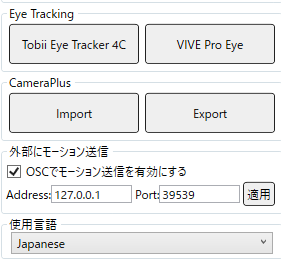 Eye Tracking
Tobii Eye Tracker 4C VIVE Pro Eye
CameraPlus
Import Export
外部にモーション送信
OSCでモーション送信を有効にする
Address: 127.0.0.1 Port: 39539 適用
使用言語
Japanese